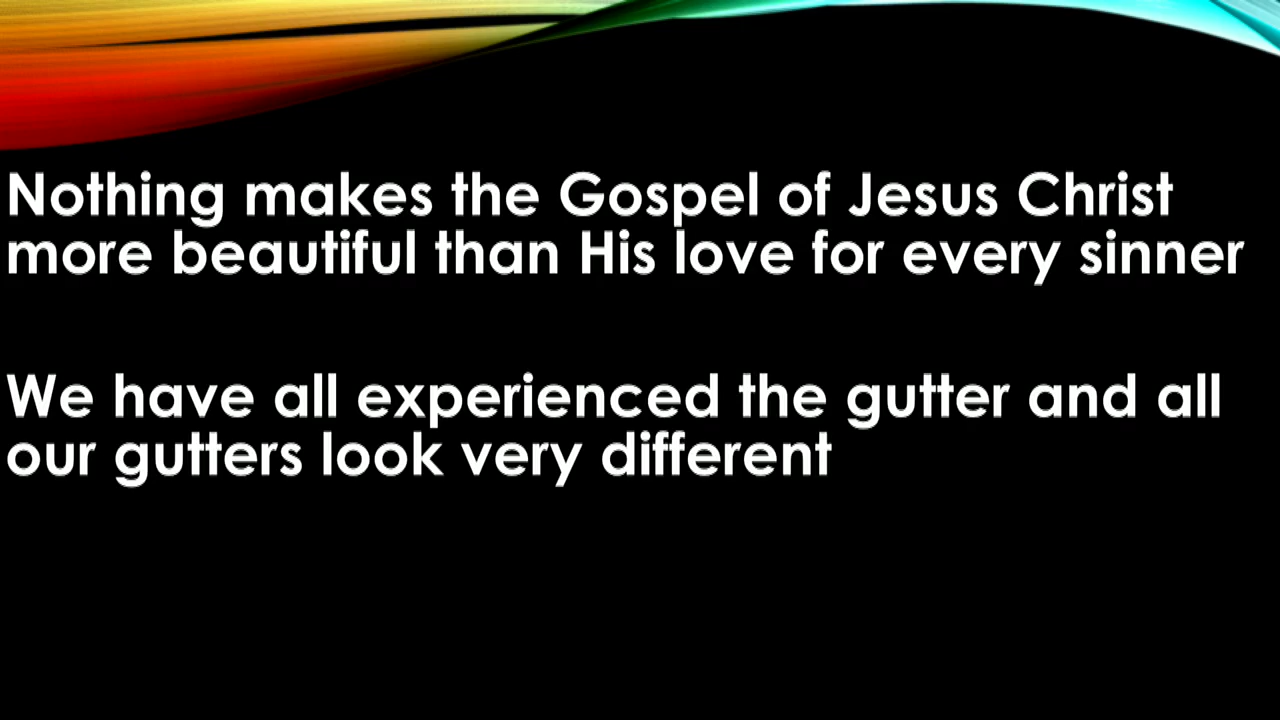 Nothing makes the Gospel of Jesus Christ
more beautiful than His love for every sinner
We have all experienced the gutter and all
our gutters look very different